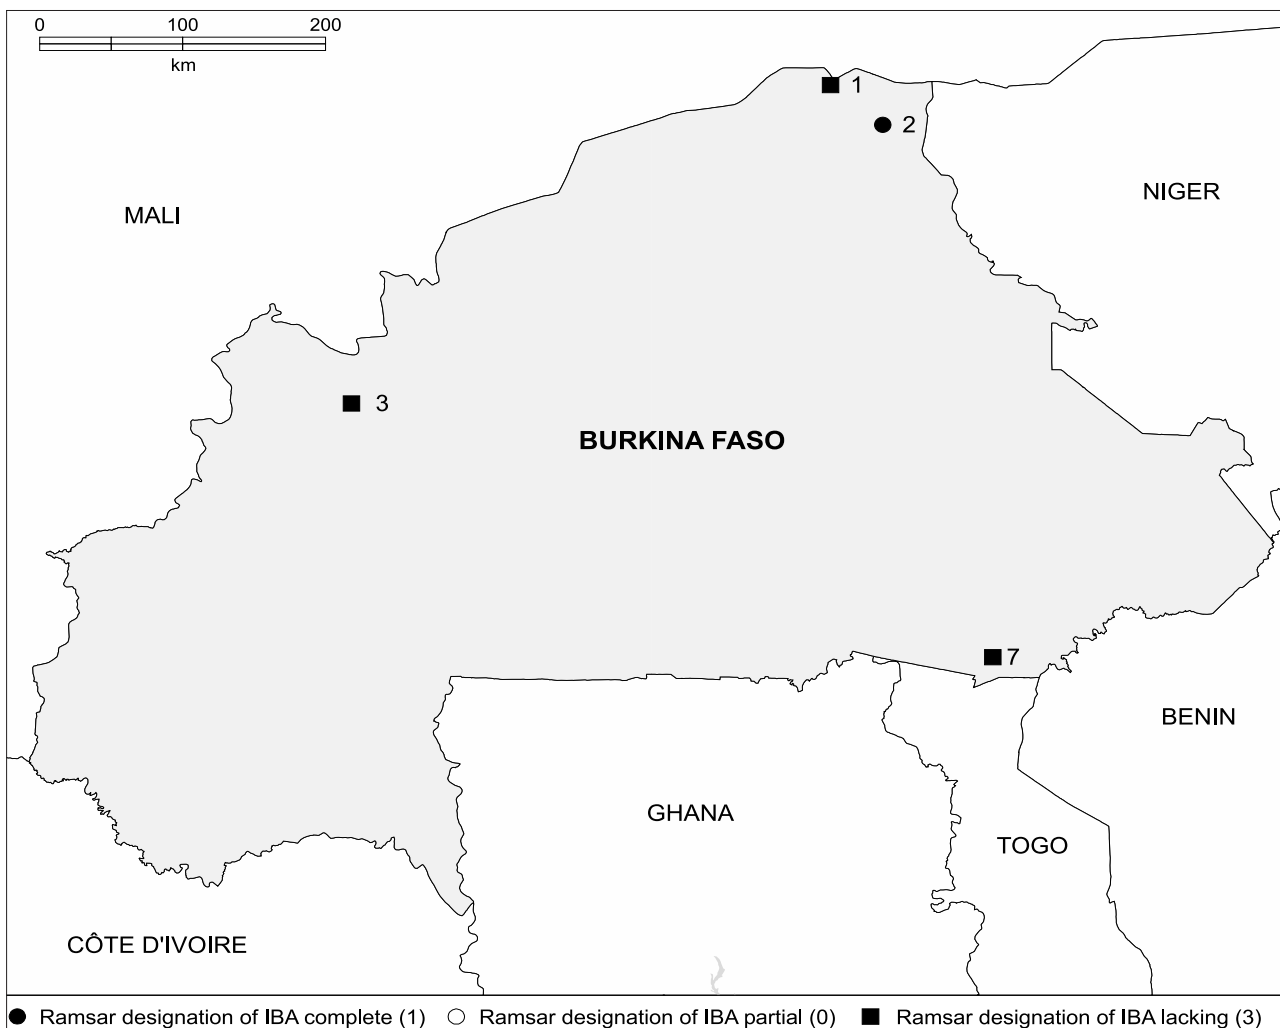 0 100 200
km
1
2
NIGER
MALI
3
BURKINA FASO
7
BENIN
GHANA
TOGO
CÔTE D'IVOIRE
Ramsar designation of IBA complete (1) Ramsar designation of IBA partial (0) Ramsar designation of IBA lacking (3)